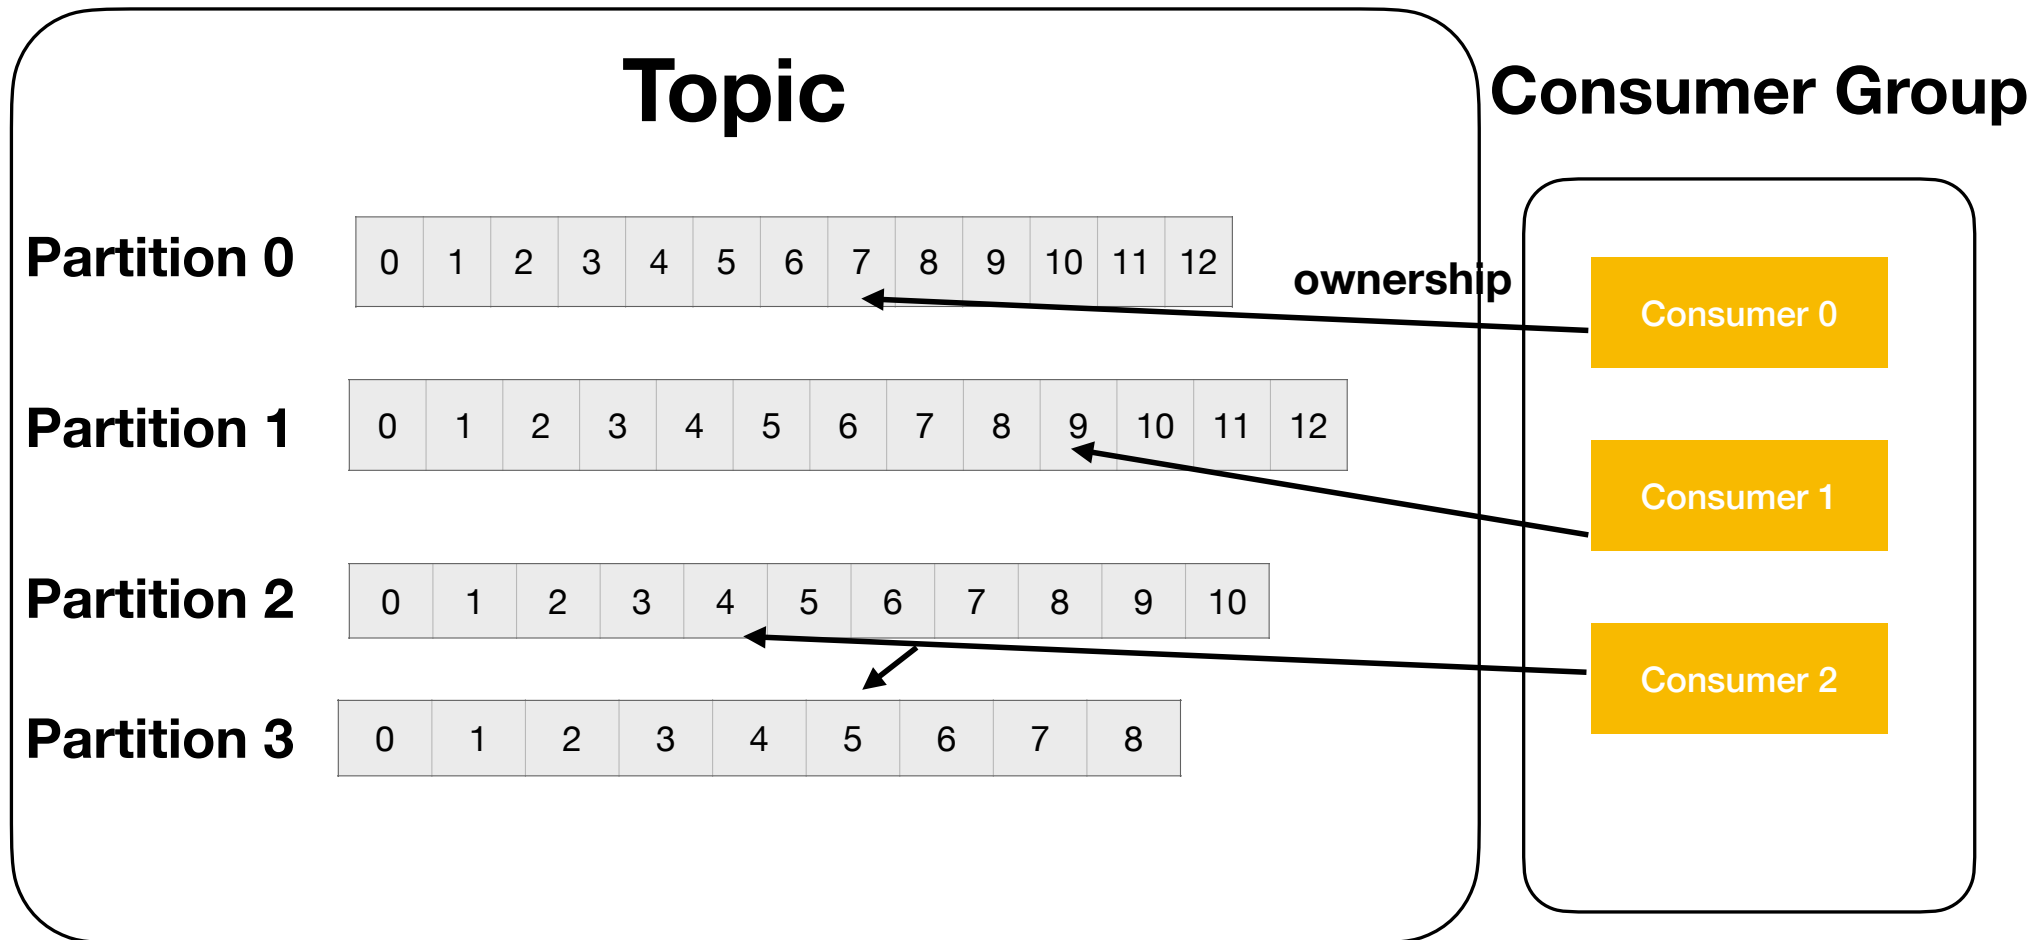 Topic
Consumer Group
Partition 0
0 1 2 3 4 5 6 7 8 9 10 11 12
ownership
Consumer 0
Partition 1
0 1 2 3 4 5 6 7 8 9 10 11 12
Consumer 1
Partition 2
0 1 2 3 4 5 6 7 8 9 10
Consumer 2
Partition 3
0 1 2 3 4 5 6 7 8